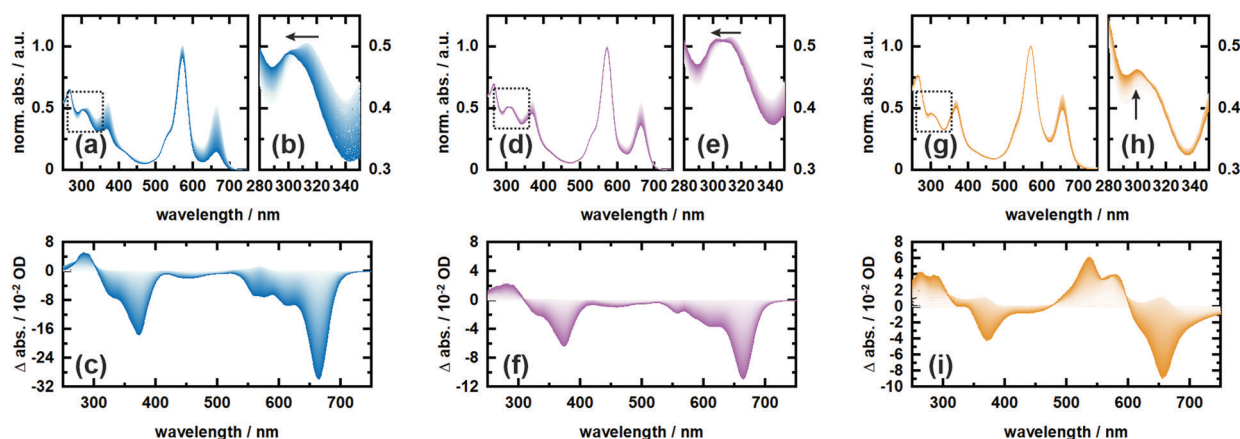 norm. abs. / a.u.
1.0
0.5
0
(a)
300 400 500 600 700
wavelength / nm
(b)
0.5
0.4
0.3
280 300 320 340
norm. abs. / a.u.
1.0
0.5
0
(d)
300 400 500 600 700
wavelength / nm
(e)
0.5
0.4
0.3
280 300 320 340
norm. abs. / a.u.
1.0
0.5
0
(g)
300 400 500 600 700
wavelength / nm
(h)
0.5
0.4
0.3
280 300 320 340
Δ abs. / 10⁻² OD
8
0
-8
-16
-24
-32
(c)
300 400 500 600 700
wavelength / nm
Δ abs. / 10⁻² OD
8
4
0
-4
-8
-12
(f)
300 400 500 600 700
wavelength / nm
Δ abs. / 10⁻² OD
8
6
4
2
0
-2
-4
-6
-8
-10
(i)
300 400 500 600 700
wavelength / nm